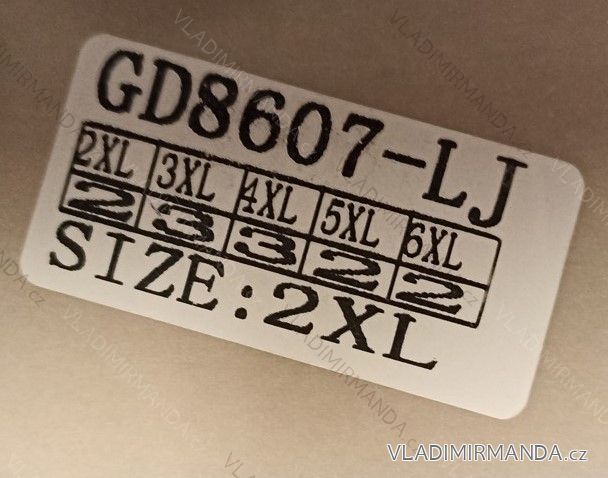 GD8607-LJ
2XL 3XL 4XL 5XL 6XL
2 3 3 2 2
SIZE:2XL
VLADIMIRMANDA.cz